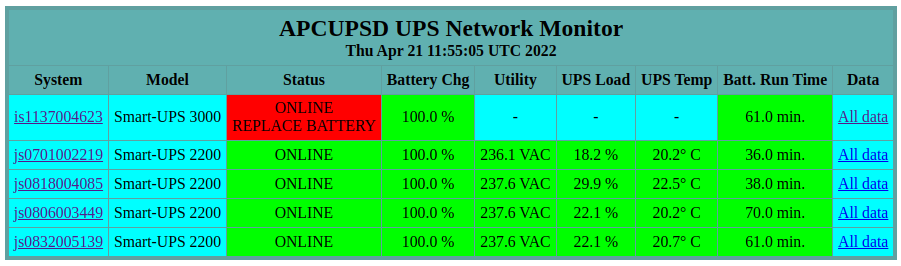 APCUPSD UPS Network Monitor
Thu Apr 21 11:55:05 UTC 2022
System Model Status Battery Chg Utility UPS Load UPS Temp Batt. Run Time Data
is1137004623 Smart-UPS 3000 ONLINE REPLACE BATTERY 100.0 % - - - 61.0 min. All data
js0701002219 Smart-UPS 2200 ONLINE 100.0 % 236.1 VAC 18.2 % 20.2° C 36.0 min. All data
js0818004085 Smart-UPS 2200 ONLINE 100.0 % 237.6 VAC 29.9 % 22.5° C 38.0 min. All data
js0806003449 Smart-UPS 2200 ONLINE 100.0 % 237.6 VAC 22.1 % 20.2° C 70.0 min. All data
js0832005139 Smart-UPS 2200 ONLINE 100.0 % 237.6 VAC 22.1 % 20.7° C 61.0 min. All data